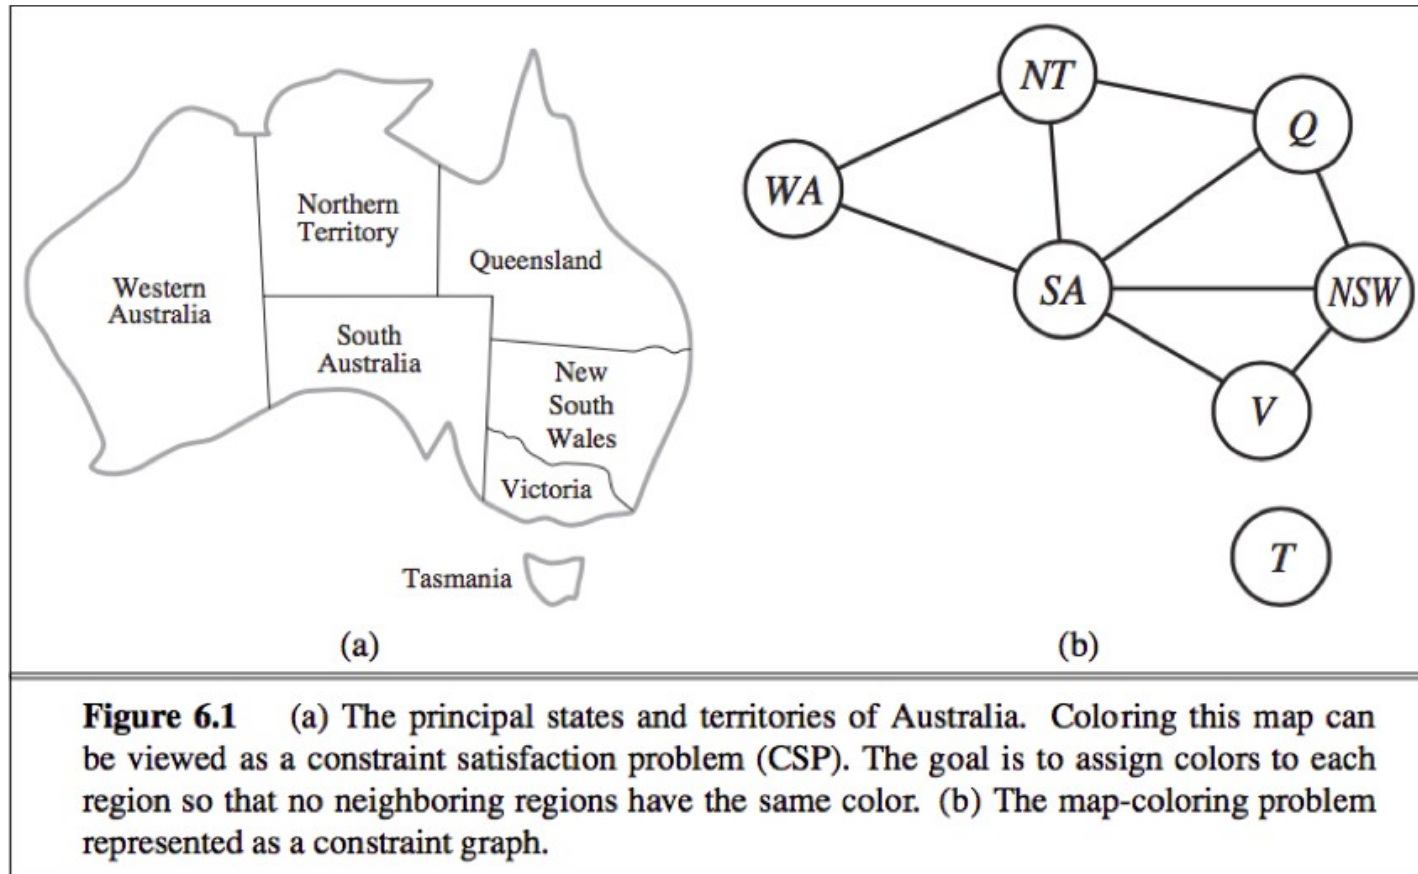 Northern
Territory
Western
Australia
South
Australia
Queensland
New
South
Wales
Victoria
Tasmania
(a)
NT
Q
WA
SA
NSW
V
T
(b)
Figure 6.1 (a) The principal states and territories of Australia. Coloring this map can
be viewed as a constraint satisfaction problem (CSP). The goal is to assign colors to each
region so that no neighboring regions have the same color. (b) The map-coloring problem
represented as a constraint graph.